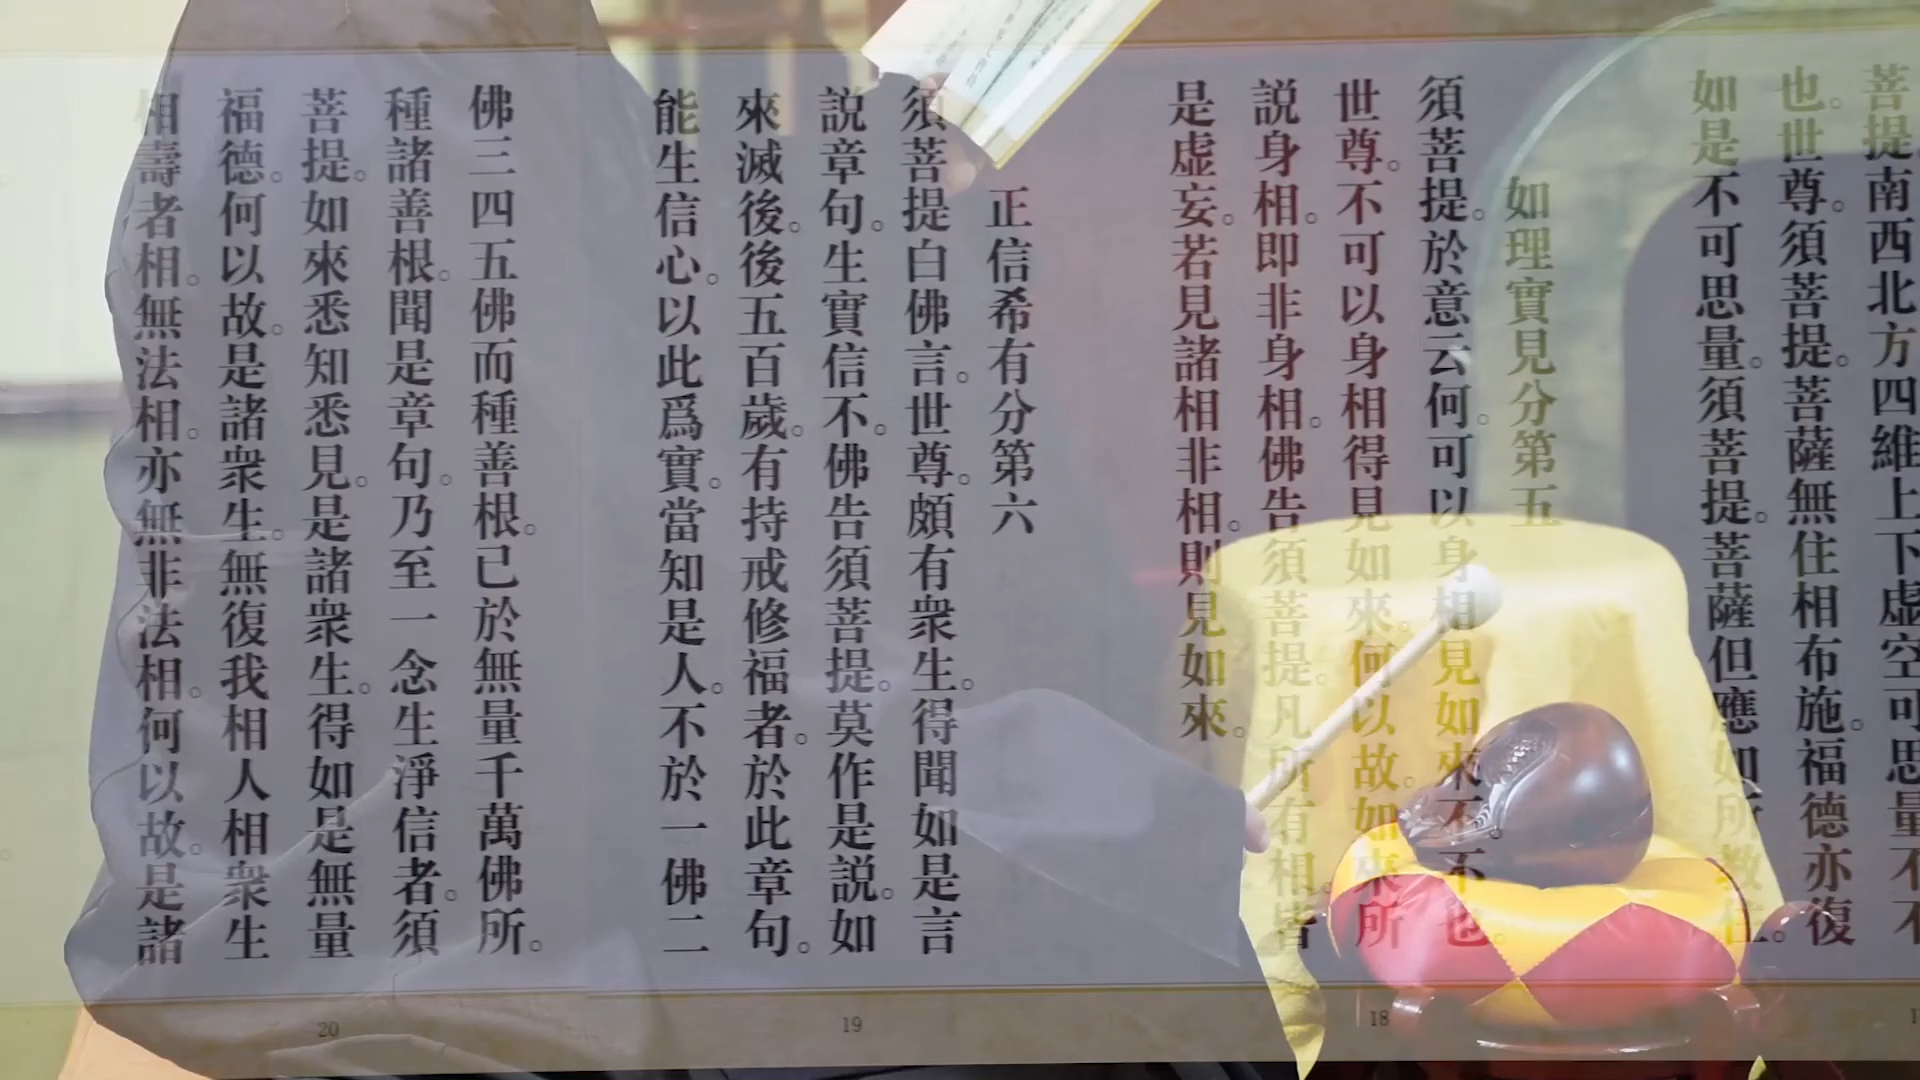 菩提南西北方四維上下虛空可思量不不
也。世尊。須菩提。菩薩無住相布施。福德亦復
如是不可思量。須菩提。菩薩但應如所教住。
如理實見分第五
須菩提。於意云何。可以身相見如來不。不也。
世尊。不可以身相得見如來。何以故。如來所
説身相。即非身相。佛告須菩提。凡所有相。皆
是虛妄。若見諸相非相。則見如來。
正信希有分第六
須菩提白佛言。世尊。頗有衆生。得聞如是言
説章句。生實信不。佛告須菩提。莫作是説。如
來滅後。後五百歲。有持戒修福者。於此章句。
能生信心。以此爲實。當知是人。不於一佛二
佛三四五佛而種善根。已於無量千萬佛所。
種諸善根。聞是章句。乃至一念生淨信者。須
菩提。如來悉知悉見。是諸衆生。得如是無量
福德。何以故。是諸衆生。無復我相人相衆生
相壽者相。無法相。亦無非法相。何以故。是諸
18
19
20